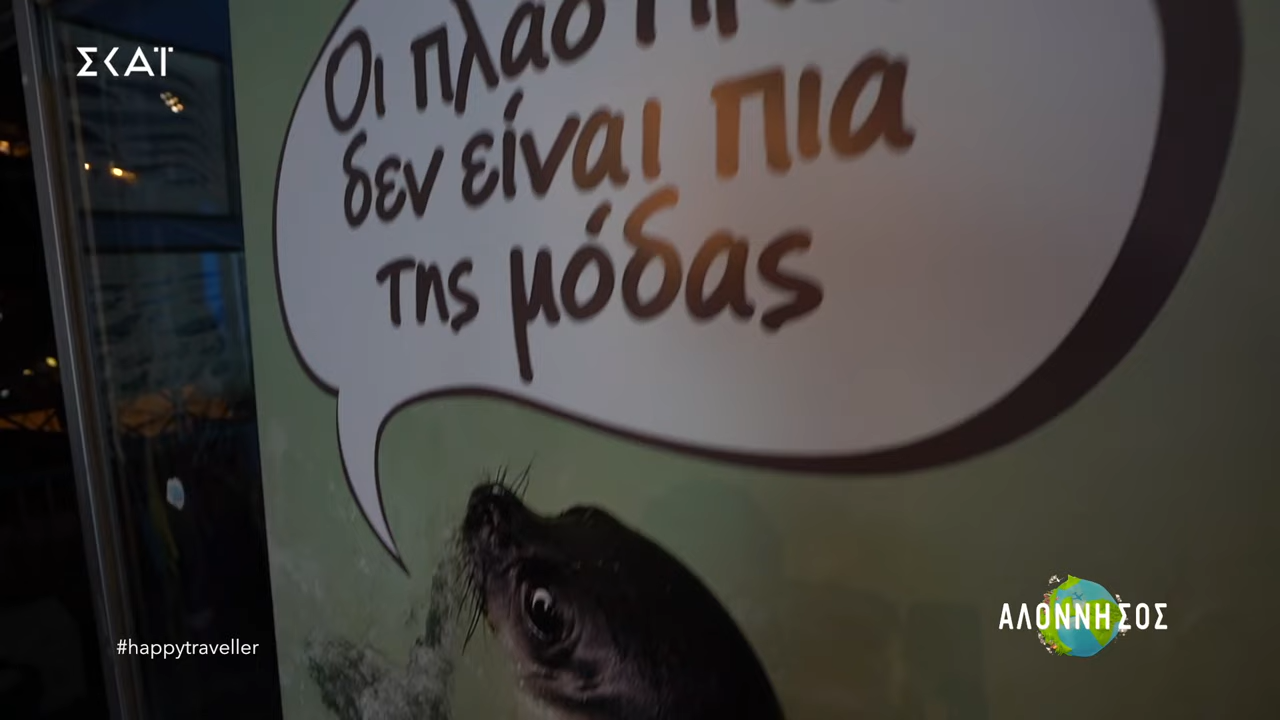 ΣΚΑΪ
Οι
δεν είναι πια
της μόδας
#happytraveller
ΑΛΟΝΝΗΣΟΣ